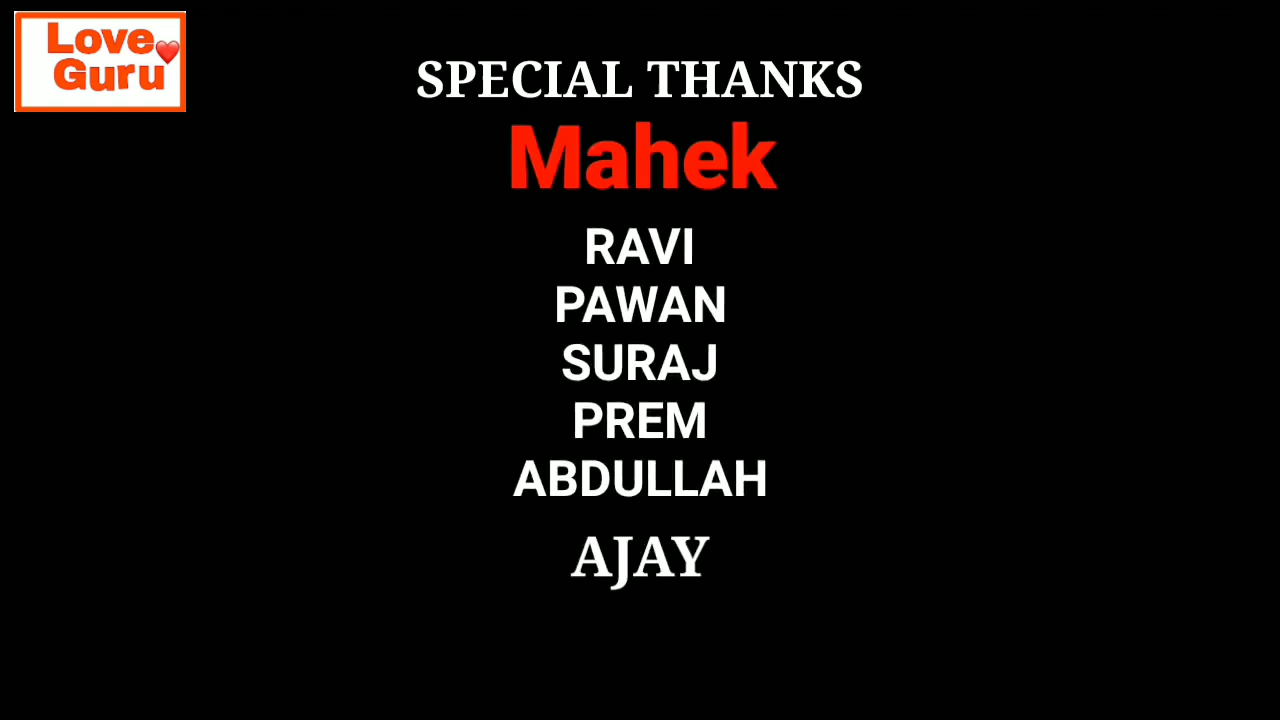 Love
Guru
SPECIAL THANKS
Mahek
RAVI
PAWAN
SURAJ
PREM
ABDULLAH
AJAY